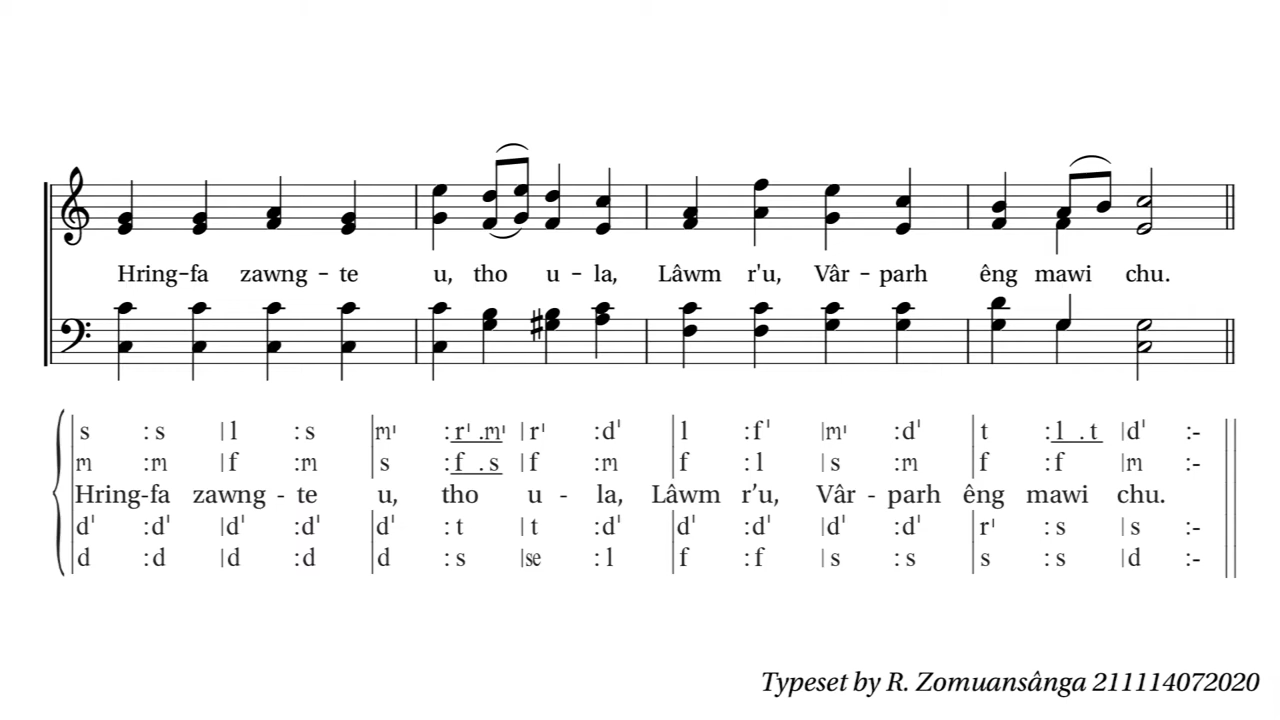 Hring-fa zawng - te u, tho u - la, Lâwm r'u, Vâr - parh êng mawi chu.
|s :s |l :s |m' :r' .m' |r' :d' |l :f' |m' :d' |t :l .t |d' :-
|m :m |f :m |s :f .s |f :m |f :l |s :m |f :f |m :-
Hring-fa zawng - te u, tho u - la, Lâwm r’u, Vâr - parh êng mawi chu.
|d' :d' |d' :d' |d' :t |t :d' |d' :d' |d' :d' |r' :s |s :-
|d :d |d :d |d :s |se :l |f :f |s :s |s :s |d :-
Typeset by R. Zomuansânga 211114072020